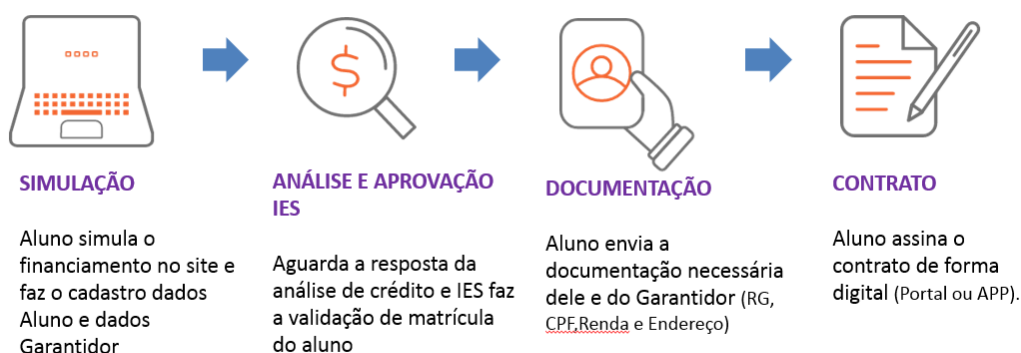 SIMULAÇÃO
Aluno simula o
financiamento no site e
faz o cadastro dados
Aluno e dados
Garantidor
ANÁLISE E APROVAÇÃO
IES
Aguarda a resposta da
análise de crédito e IES faz
a validação de matrícula
do aluno
DOCUMENTAÇÃO
Aluno envia a
documentação necessária
dele e do Garantidor (RG,
CPF,Renda e Endereço)
CONTRATO
Aluno assina o
contrato de forma
digital (Portal ou APP).